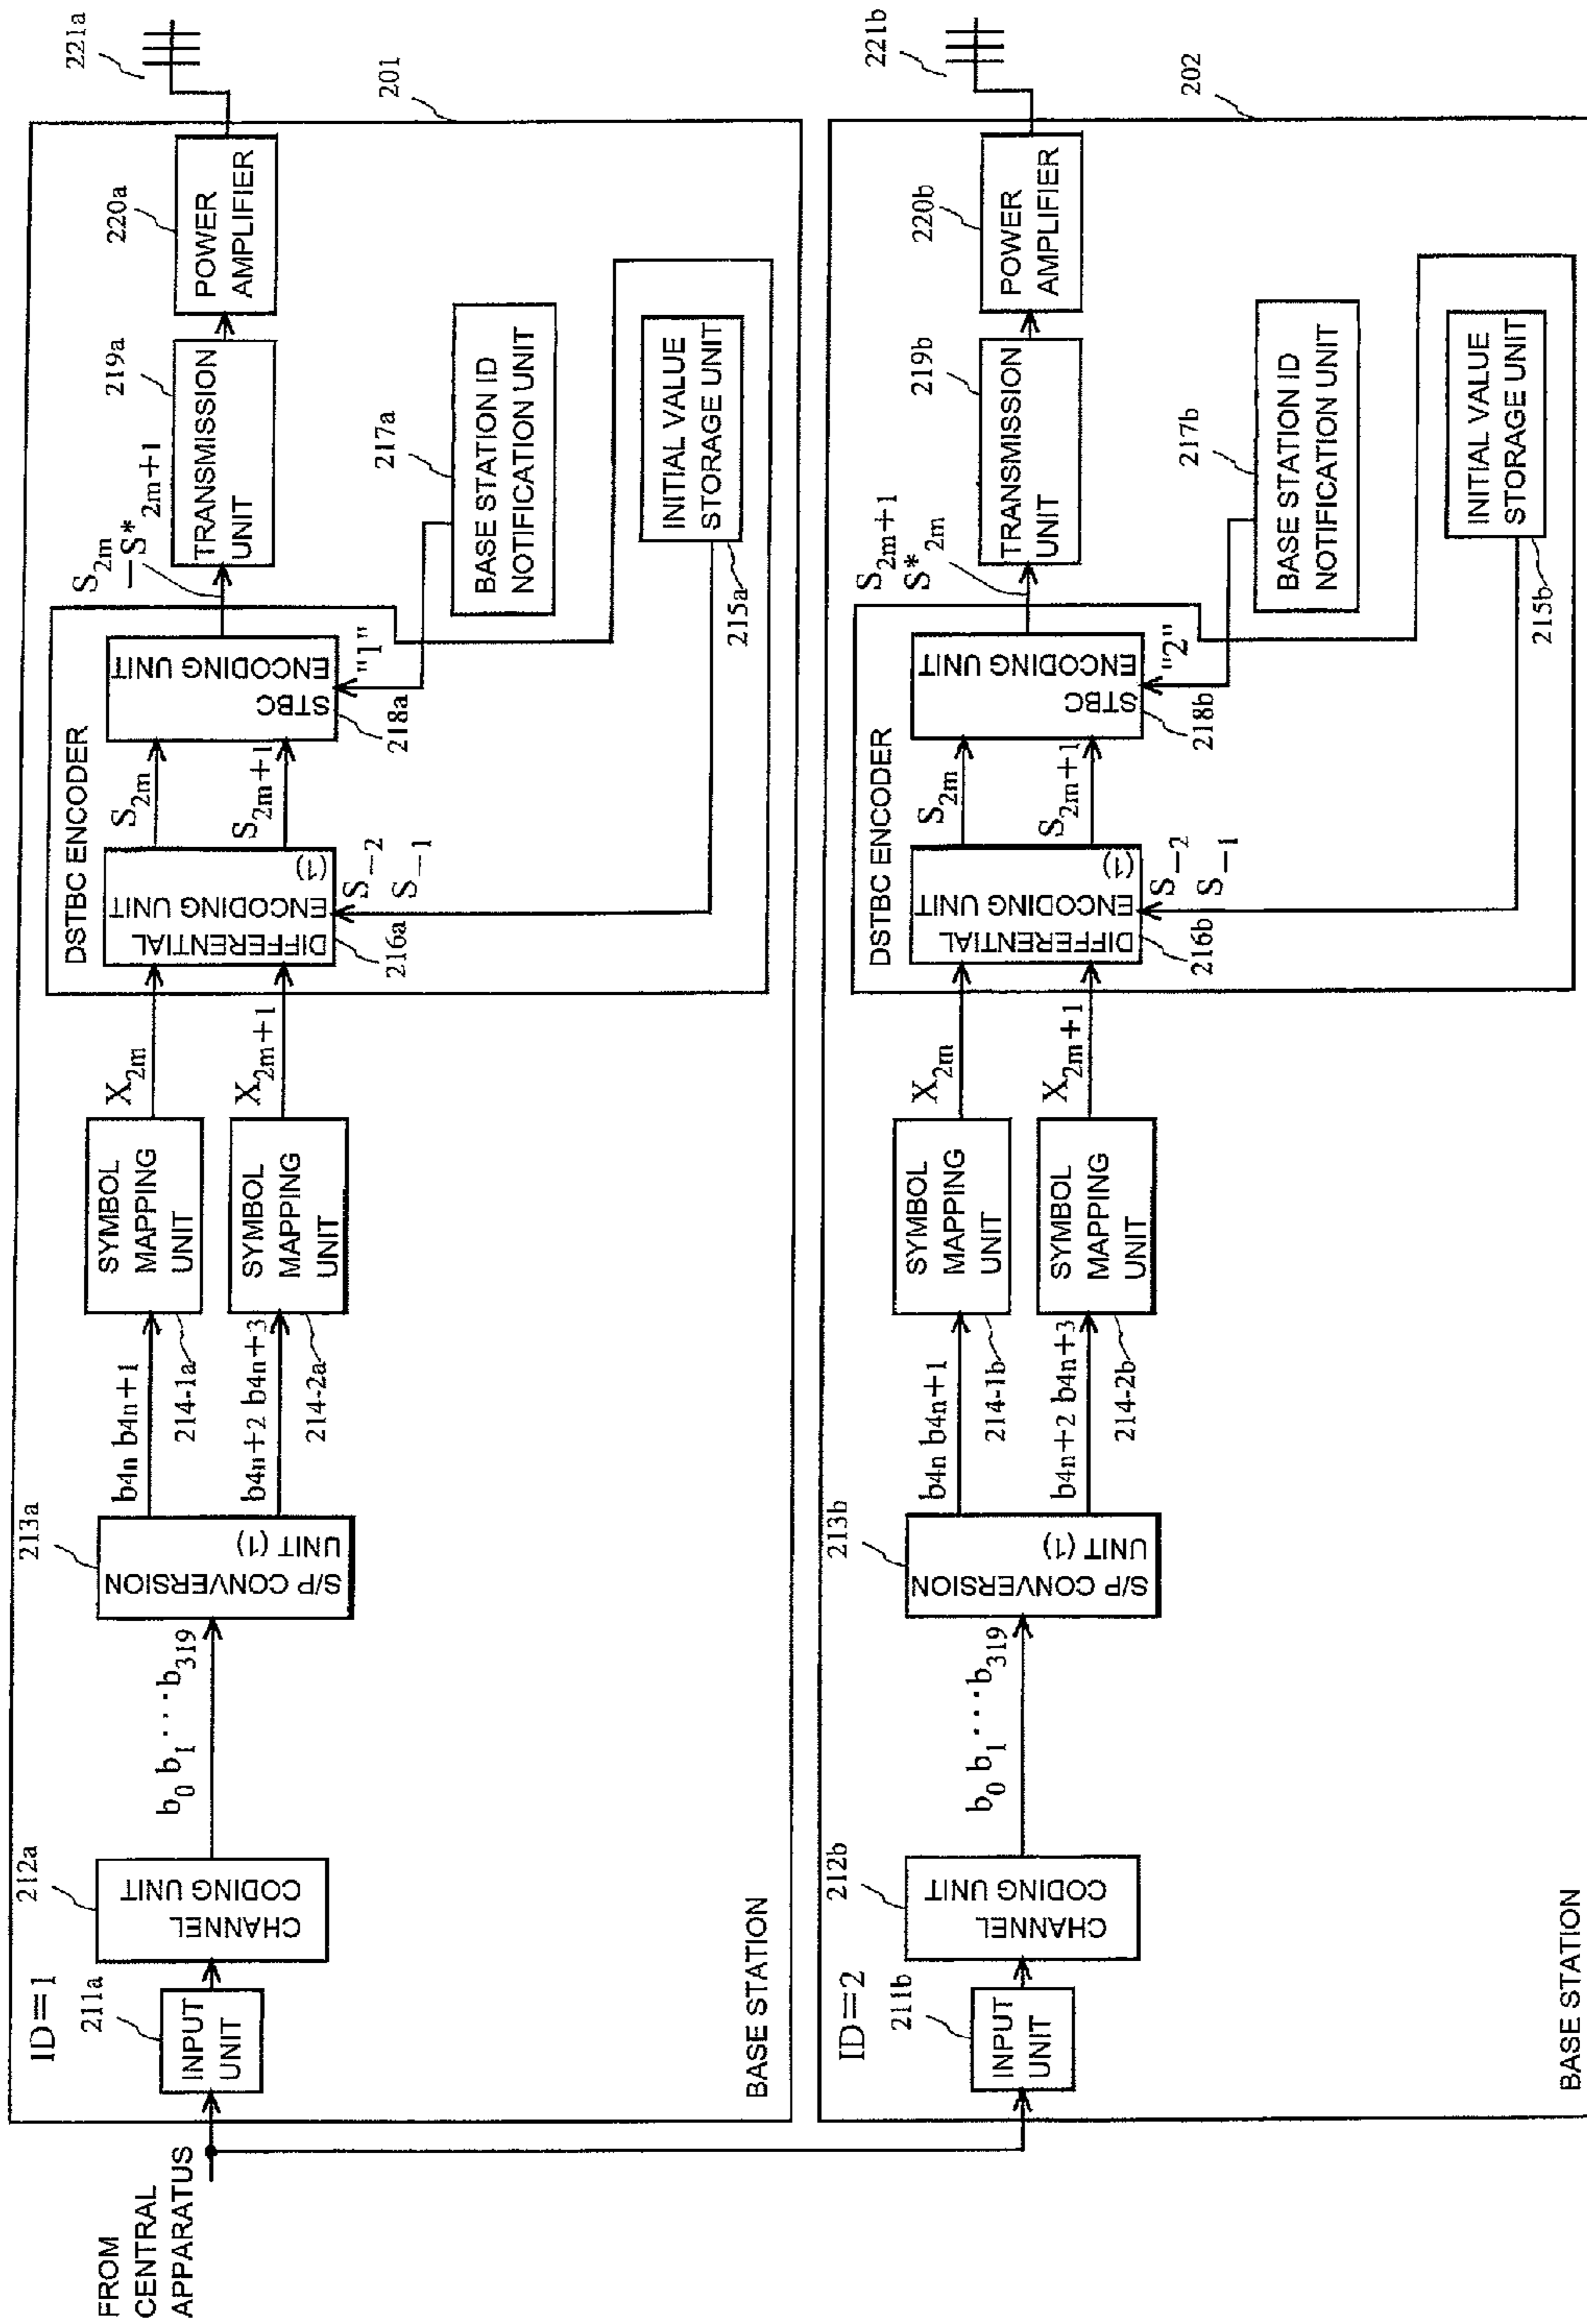 FROM
CENTRAL
APPARATUS
ID=1
211a
INPUT
UNIT
212a
CHANNEL
CODING UNIT
b0 b1 ···b319
213a
S/P CONVERSION
UNIT (1)
b4n b4n+1
b4n+2 b4n+3
SYMBOL
MAPPING
UNIT
214-1a
SYMBOL
MAPPING
UNIT
214-2a
X2m
X2m+1
DSTBC ENCODER
DIFFERENTIAL
ENCODING UNIT
(1)
216a
S−2
S−1
S2m
S2m+1
STBC
ENCODING UNIT
218a
"1"
S2m
−S*2m+1
219a
TRANSMISSION
UNIT
220a
POWER
AMPLIFIER
221a
201
217a
BASE STATION ID
NOTIFICATION UNIT
INITIAL VALUE
STORAGE UNIT
215a
BASE STATION
ID=2
211b
INPUT
UNIT
212b
CHANNEL
CODING UNIT
b0 b1 ···b319
213b
S/P CONVERSION
UNIT (1)
b4n b4n+1
b4n+2 b4n+3
SYMBOL
MAPPING
UNIT
214-1b
SYMBOL
MAPPING
UNIT
214-2b
X2m
X2m+1
DSTBC ENCODER
DIFFERENTIAL
ENCODING UNIT
(1)
216b
S−2
S−1
S2m
S2m+1
STBC
ENCODING UNIT
218b
"2"
S2m+1
S*2m
219b
TRANSMISSION
UNIT
220b
POWER
AMPLIFIER
221b
202
217b
BASE STATION ID
NOTIFICATION UNIT
INITIAL VALUE
STORAGE UNIT
215b
BASE STATION